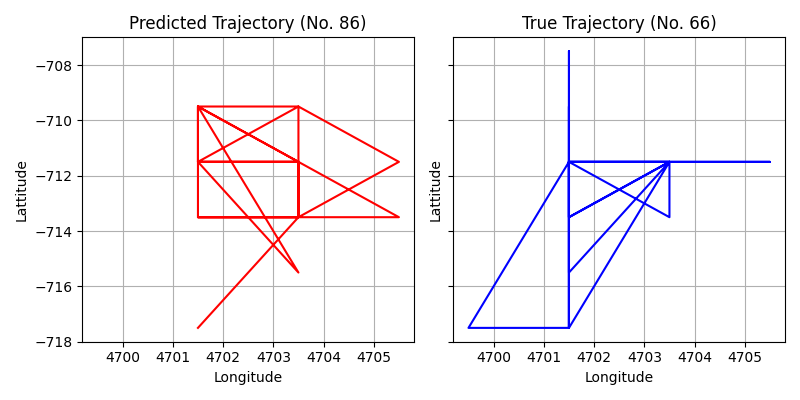 Predicted Trajectory (No. 86)
True Trajectory (No. 66)
−708
−710
−712
−714
−716
−718
Lattitude
Lattitude
4700 4701 4702 4703 4704 4705
4700 4701 4702 4703 4704 4705
Longitude
Longitude